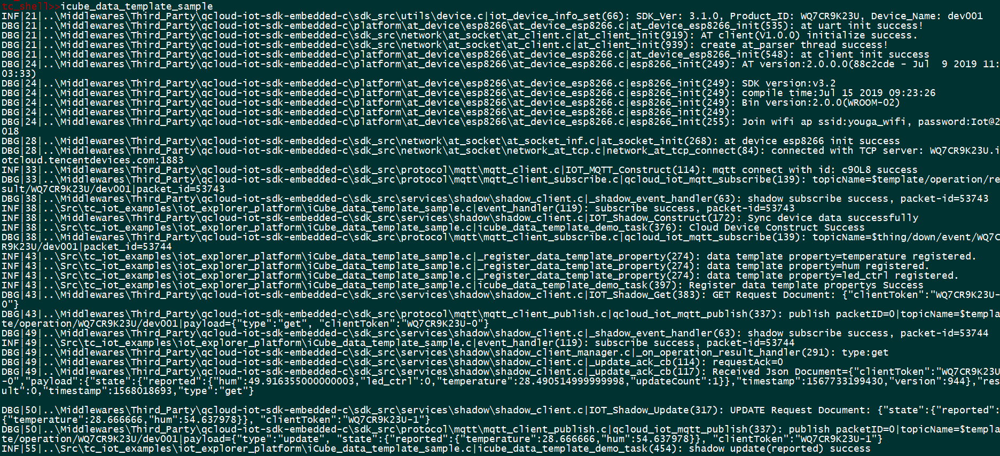 tc_shell>>icube_data_template_sample
INF|21|..\Middlewares\Third_Party\qcloud-iot-sdk-embedded-c\sdk_src\utils\device.c|iot_device_info_set(66): SDK_Ver: 3.1.0, Product_ID: WQ7CR9K23U, Device_Name: dev001
DBG|21|..\Middlewares\Third_Party\qcloud-iot-sdk-embedded-c\platform\at_device\esp8266\at_device_esp8266.c|at_device_esp8266_init(535): at uart init success!
DBG|21|..\Middlewares\Third_Party\qcloud-iot-sdk-embedded-c\sdk_src\network\at_socket\at_client.c|at_client_init(919): AT client(V1.0.0) initialize success.
DBG|21|..\Middlewares\Third_Party\qcloud-iot-sdk-embedded-c\sdk_src\network\at_socket\at_client.c|at_client_init(939): create at_parser thread success!
DBG|21|..\Middlewares\Third_Party\qcloud-iot-sdk-embedded-c\platform\at_device\esp8266\at_device_esp8266.c|at_device_esp8266_init(548): at client init success
DBG|24|..\Middlewares\Third_Party\qcloud-iot-sdk-embedded-c\platform\at_device\esp8266\at_device_esp8266.c|esp8266_init(249): AT version:2.0.0.0(88c2cde - Jul  9 2019 11:
03:33)
DBG|24|..\Middlewares\Third_Party\qcloud-iot-sdk-embedded-c\platform\at_device\esp8266\at_device_esp8266.c|esp8266_init(249): SDK version:v3.2
DBG|24|..\Middlewares\Third_Party\qcloud-iot-sdk-embedded-c\platform\at_device\esp8266\at_device_esp8266.c|esp8266_init(249): compile time:Jul 15 2019 09:23:26
DBG|24|..\Middlewares\Third_Party\qcloud-iot-sdk-embedded-c\platform\at_device\esp8266\at_device_esp8266.c|esp8266_init(249): Bin version:2.0.0(WROOM-02)
DBG|24|..\Middlewares\Third_Party\qcloud-iot-sdk-embedded-c\platform\at_device\esp8266\at_device_esp8266.c|esp8266_init(249):
DBG|24|..\Middlewares\Third_Party\qcloud-iot-sdk-embedded-c\platform\at_device\esp8266\at_device_esp8266.c|esp8266_init(255): Join wifi ap ssid:youga_wifi, password:Iot@2
018
DBG|28|..\Middlewares\Third_Party\qcloud-iot-sdk-embedded-c\sdk_src\network\at_socket\at_socket_inf.c|at_socket_init(268): at device esp8266 init success
DBG|28|..\Middlewares\Third_Party\qcloud-iot-sdk-embedded-c\sdk_src\network\at_socket\network_at_tcp.c|network_at_tcp_connect(84): connected with TCP server: WQ7CR9K23U.i
otcloud.tencentdevices.com:1883
INF|33|..\Middlewares\Third_Party\qcloud-iot-sdk-embedded-c\sdk_src\protocol\mqtt\mqtt_client.c|IOT_MQTT_Construct(114): mqtt connect with id: c90L8 success
DBG|33|..\Middlewares\Third_Party\qcloud-iot-sdk-embedded-c\sdk_src\protocol\mqtt\mqtt_client_subscribe.c|qcloud_iot_mqtt_subscribe(139): topicName=$template/operation/re
sult/WQ7CR9K23U/dev001|packet_id=53743
DBG|38|..\Middlewares\Third_Party\qcloud-iot-sdk-embedded-c\sdk_src\services\shadow\shadow_client.c|_shadow_event_handler(63): shadow subscribe success, packet-id=53743
INF|38|..\Src\tc_iot_examples\iot_explorer_platform\iCube_data_template_sample.c|event_handler(119): subscribe success, packet-id=53743
INF|38|..\Middlewares\Third_Party\qcloud-iot-sdk-embedded-c\sdk_src\services\shadow\shadow_client.c|IOT_Shadow_Construct(172): Sync device data successfully
INF|38|..\Src\tc_iot_examples\iot_explorer_platform\iCube_data_template_sample.c|icube_data_template_demo_task(376): Cloud Device Construct Success
DBG|38|..\Middlewares\Third_Party\qcloud-iot-sdk-embedded-c\sdk_src\protocol\mqtt\mqtt_client_subscribe.c|qcloud_iot_mqtt_subscribe(139): topicName=$thing/down/event/WQ7C
R9K23U/dev001|packet_id=53744
INF|43|..\Src\tc_iot_examples\iot_explorer_platform\iCube_data_template_sample.c|_register_data_template_property(274): data template property=temperature registered.
INF|43|..\Src\tc_iot_examples\iot_explorer_platform\iCube_data_template_sample.c|_register_data_template_property(274): data template property=hum registered.
INF|43|..\Src\tc_iot_examples\iot_explorer_platform\iCube_data_template_sample.c|_register_data_template_property(274): data template property=led_ctrl registered.
INF|43|..\Src\tc_iot_examples\iot_explorer_platform\iCube_data_template_sample.c|icube_data_template_demo_task(397): Register data template propertys Success
DBG|43|..\Middlewares\Third_Party\qcloud-iot-sdk-embedded-c\sdk_src\services\shadow\shadow_client.c|IOT_Shadow_Get(383): GET Request Document: {"clientToken":"WQ7CR9K23U-
0"}
DBG|43|..\Middlewares\Third_Party\qcloud-iot-sdk-embedded-c\sdk_src\protocol\mqtt\mqtt_client_publish.c|qcloud_iot_mqtt_publish(337): publish packetID=0|topicName=$templa
te/operation/WQ7CR9K23U/dev001|payload={"type":"get", "clientToken":"WQ7CR9K23U-0"}
DBG|49|..\Middlewares\Third_Party\qcloud-iot-sdk-embedded-c\sdk_src\services\shadow\shadow_client.c|_shadow_event_handler(63): shadow subscribe success, packet-id=53744
INF|49|..\Src\tc_iot_examples\iot_explorer_platform\iCube_data_template_sample.c|event_handler(119): subscribe success, packet-id=53744
DBG|49|..\Middlewares\Third_Party\qcloud-iot-sdk-embedded-c\sdk_src\services\shadow\shadow_client_manager.c|_on_operation_result_handler(291): type:get
DBG|49|..\Middlewares\Third_Party\qcloud-iot-sdk-embedded-c\sdk_src\services\shadow\shadow_client.c|_update_ack_cb(114): requestAck=0
DBG|49|..\Middlewares\Third_Party\qcloud-iot-sdk-embedded-c\sdk_src\services\shadow\shadow_client.c|_update_ack_cb(117): Received Json Document={"clientToken":"WQ7CR9K23U
-0","payload":{"state":{"reported":{"hum":49.916355000000003,"led_ctrl":0,"temperature":28.490514999999998,"updateCount":1}},"timestamp":1567733199430,"version":944},"res
ult":0,"timestamp":1568018693,"type":"get"}
DBG|50|..\Middlewares\Third_Party\qcloud-iot-sdk-embedded-c\sdk_src\services\shadow\shadow_client.c|IOT_Shadow_Update(317): UPDATE Request Document: {"state":{"reported":
{"temperature":28.666666,"hum":54.637978}}, "clientToken":"WQ7CR9K23U-1"}
DBG|50|..\Middlewares\Third_Party\qcloud-iot-sdk-embedded-c\sdk_src\protocol\mqtt\mqtt_client_publish.c|qcloud_iot_mqtt_publish(337): publish packetID=0|topicName=$templa
te/operation/WQ7CR9K23U/dev001|payload={"type":"update", "state":{"reported":{"temperature":28.666666,"hum":54.637978}}, "clientToken":"WQ7CR9K23U-1"}
INF|55|..\Src\tc_iot_examples\iot_explorer_platform\iCube_data_template_sample.c|icube_data_template_demo_task(454): shadow update(reported) success